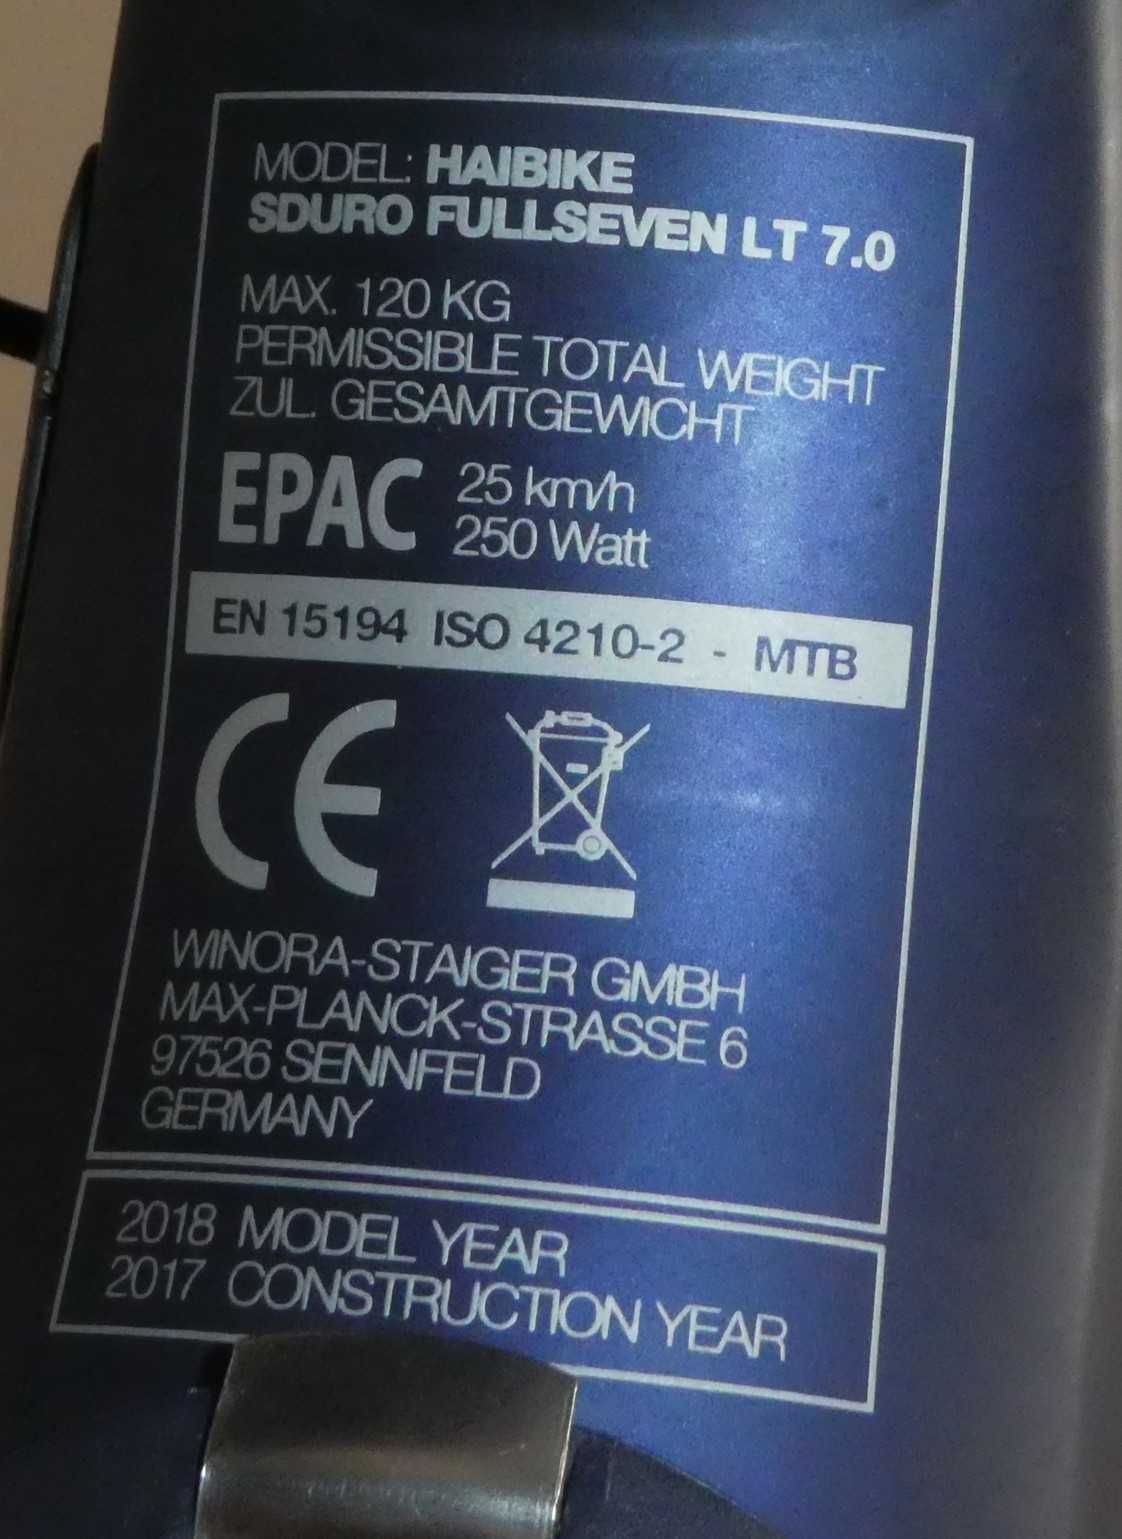 MODEL: HAIBIKE
SDURO FULLSEVEN LT 7.0
MAX. 120 KG
PERMISSIBLE TOTAL WEIGHT
ZUL. GESAMTGEWICHT
EPAC 25 km/h
250 Watt
EN 15194 ISO 4210-2 - MTB
CE
WINORA-STAIGER GMBH
MAX-PLANCK-STRASSE 6
97526 SENNFELD
GERMANY
2018 MODEL YEAR
2017 CONSTRUCTION YEAR